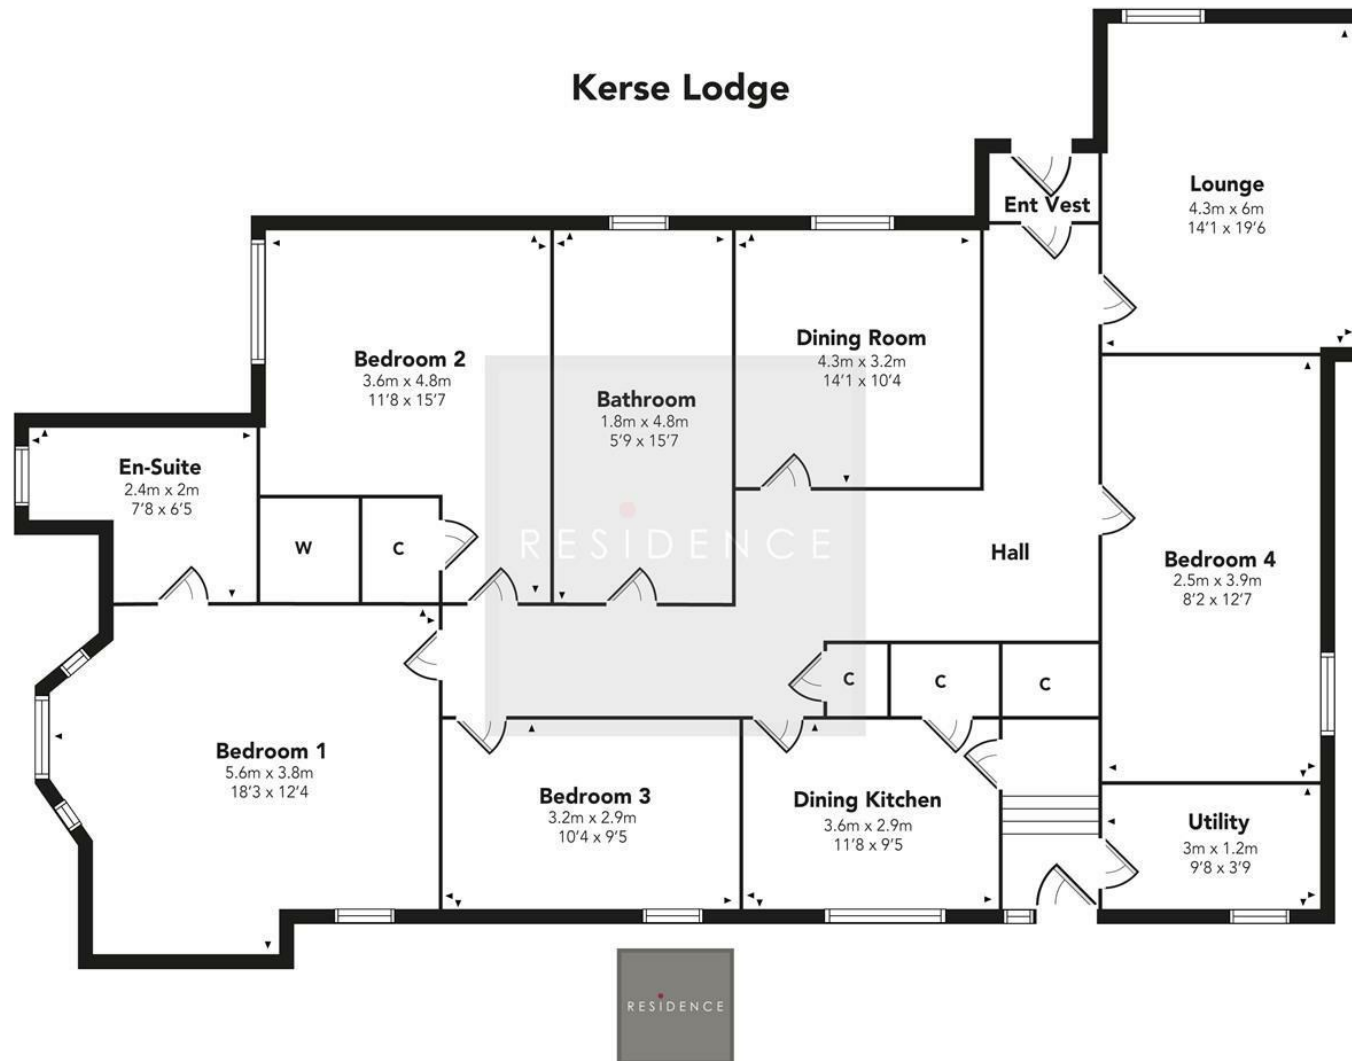 Kerse Lodge
Lounge
4.3m x 6m
14'1 x 19'6
Ent Vest
Dining Room
4.3m x 3.2m
14'1 x 10'4
Bedroom 2
3.6m x 4.8m
11'8 x 15'7
Bathroom
1.8m x 4.8m
5'9 x 15'7
En-Suite
2.4m x 2m
7'8 x 6'5
W
C
RESIDENCE
Hall
Bedroom 4
2.5m x 3.9m
8'2 x 12'7
C
C
C
Bedroom 1
5.6m x 3.8m
18'3 x 12'4
Bedroom 3
3.2m x 2.9m
10'4 x 9'5
Dining Kitchen
3.6m x 2.9m
11'8 x 9'5
Utility
3m x 1.2m
9'8 x 3'9
RESIDENCE